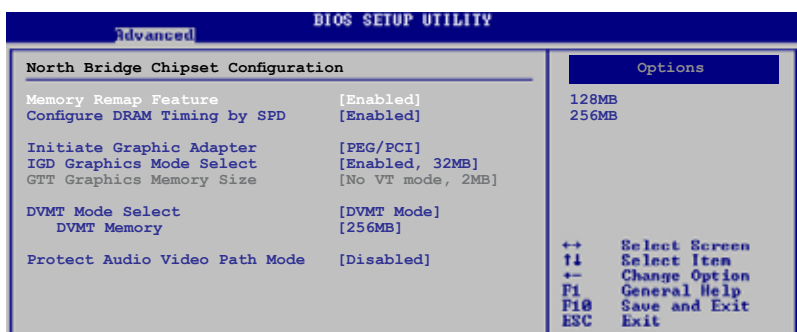 BIOS SETUP UTILITY
Advanced
North Bridge Chipset Configuration
Memory Remap Feature [Enabled]
Configure DRAM Timing by SPD [Enabled]
Initiate Graphic Adapter [PEG/PCI]
IGD Graphics Mode Select [Enabled, 32MB]
GTT Graphics Memory Size [No VT mode, 2MB]
DVMT Mode Select [DVMT Mode]
DVMT Memory [256MB]
Protect Audio Video Path Mode [Disabled]
Options
128MB
256MB
←→ Select Screen
↑↓ Select Item
+- Change Option
F1 General Help
F10 Save and Exit
ESC Exit